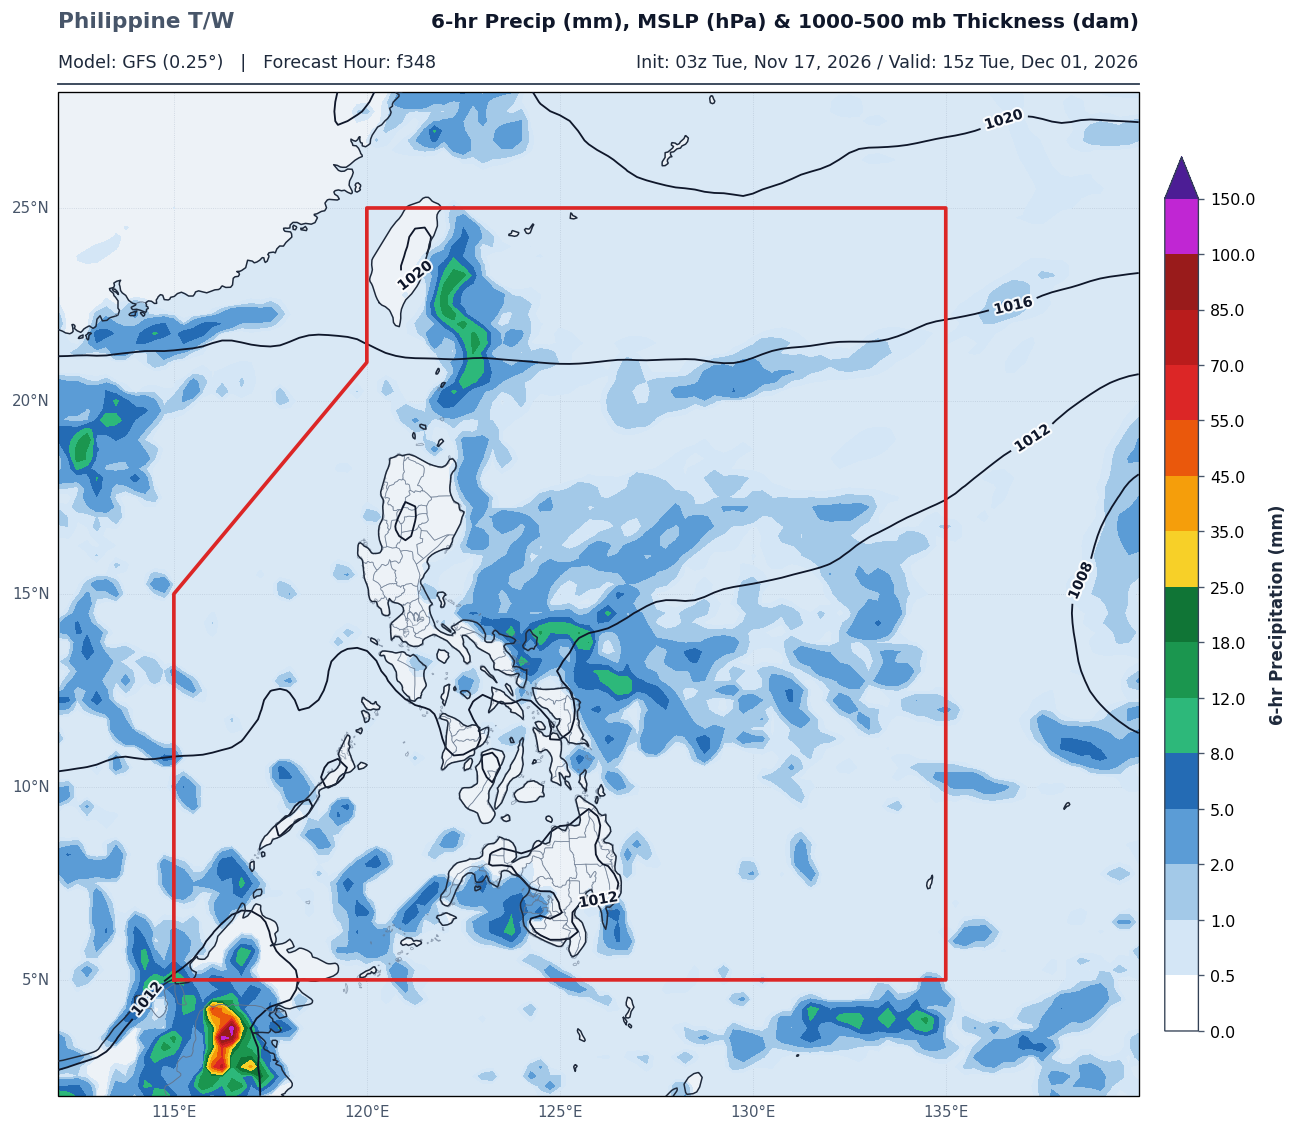 Philippine T/W
6-hr Precip (mm), MSLP (hPa) & 1000-500 mb Thickness (dam)
Model: GFS (0.25°) | Forecast Hour: f348
Init: 03z Tue, Nov 17, 2026 / Valid: 15z Tue, Dec 01, 2026
1020
1020
1016
1012
1008
1012
1012
25°N
20°N
15°N
10°N
5°N
115°E
120°E
125°E
130°E
135°E
150.0
100.0
85.0
70.0
55.0
45.0
35.0
25.0
18.0
12.0
8.0
5.0
2.0
1.0
0.5
0.0
6-hr Precipitation (mm)